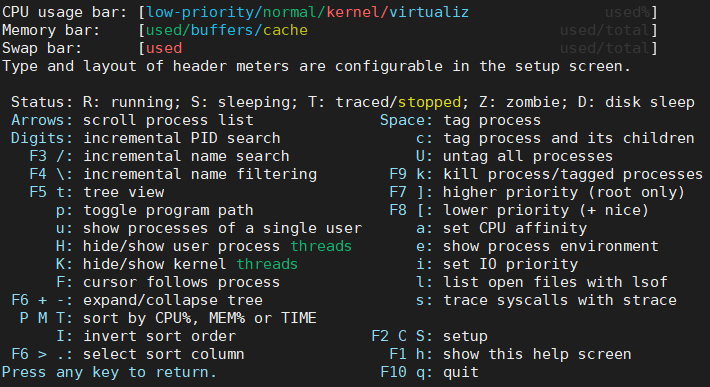 CPU usage bar: [low-priority/normal/kernel/virtualiz used%]
Memory bar: [used/buffers/cache used/total]
Swap bar: [used used/total]
Type and layout of header meters are configurable in the setup screen.
Status: R: running; S: sleeping; T: traced/stopped; Z: zombie; D: disk sleep
Arrows: scroll process list Space: tag process
Digits: incremental PID search c: tag process and its children
F3 /: incremental name search U: untag all processes
F4 \: incremental name filtering F9 k: kill process/tagged processes
F5 t: tree view F7 ]: higher priority (root only)
p: toggle program path F8 [: lower priority (+ nice)
u: show processes of a single user a: set CPU affinity
H: hide/show user process threads e: show process environment
K: hide/show kernel threads i: set IO priority
F: cursor follows process l: list open files with lsof
F6 + -: expand/collapse tree s: trace syscalls with strace
P M T: sort by CPU%, MEM% or TIME
I: invert sort order F2 C S: setup
F6 > .: select sort column F1 h: show this help screen
Press any key to return. F10 q: quit